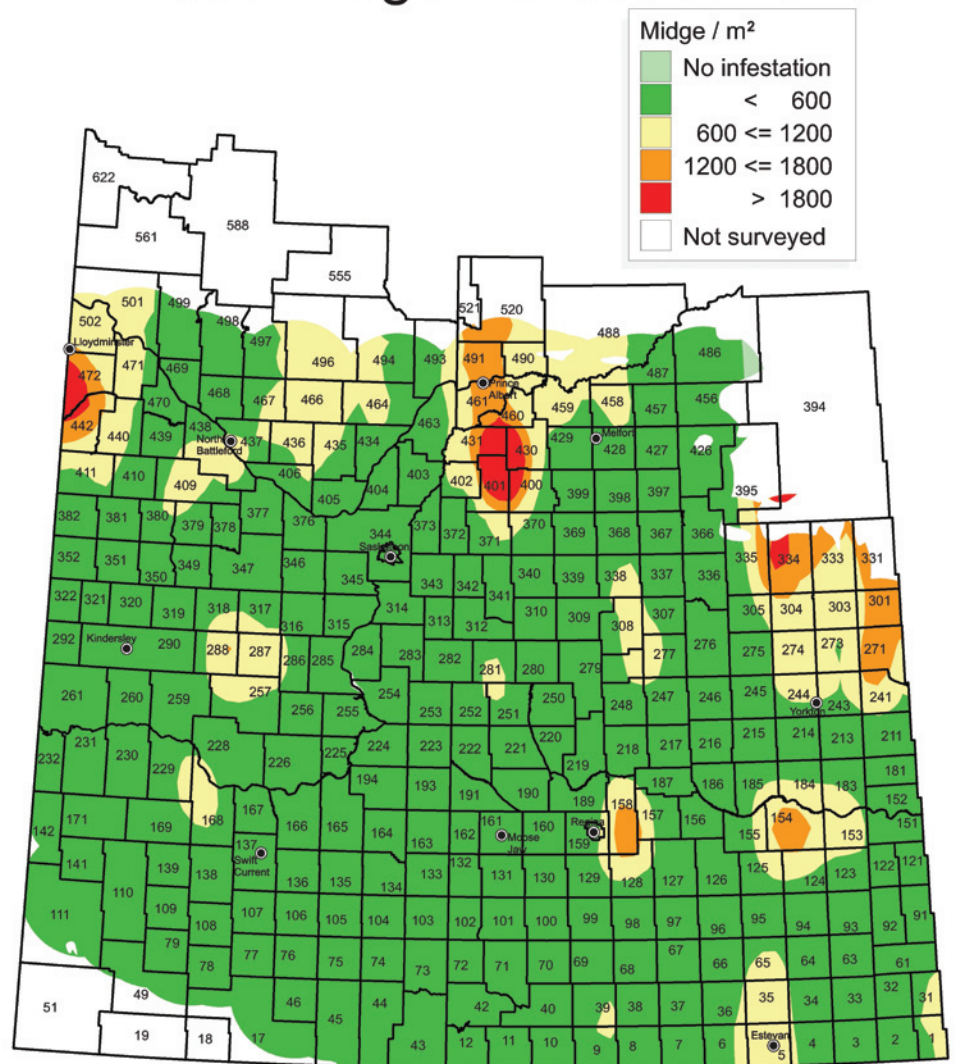 Midge / m²
No infestation
< 600
600 <= 1200
1200 <= 1800
> 1800
Not surveyed
622
588
561
555
501 499
521 520
502 498
488
Lloydminster
497
496 494 493 491 490
486
471 469
487
472
Prince
Albert
470 468 467 466 464 461 459 458 457 456
394
442 438
460
463
440 439 North
Battleford 437 436 435 434 431 430 429 Melfort
428 427 426
411 410 409 406 405 404 403 402 401 400 399 398 397 395
382 381 380 379 378 377 376 344 373 372 371 370 369 368 367 366
Saskatoon
352 351 350 349 347 346 345 343 342 341 340 339 338 337 336 335 334 333 331
322 321 320 319 318 317 316 315 314 313 312 310 309 308 307 305 304 303 301
292 Kindersley 290 288 287 286 285 284 283 282 281 280 279 277 276 275 274 273 271
261 260 259 257 256 255 254 253 252 251 250 248 247 246 245 244 243 241
Yorkton
232 231 230 229 228 226 225 224 223 222 221 220 219 218 217 216 215 214 213 211
194 193 191 190 189 187 186 185 184 183 181
171 169 168 167 166 165 164 163 162 161 160 159 158 157 156 155 154 153 152 151
Regina
Moose
Jaw
142 137
Swift
Current
141 139 138 136 135 134 133 132 131 130 129 128 127 126 125 124 123 122 121
111 110 109 108 107 106 105 104 103 102 101 100 99 98 97 96 95 94 93 92 91
79 78 77 76 75 74 73 72 71 70 69 68 67 66 65 64 63 61
51 49 46 45 44 42 40 39 38 37 36 35 34 33 32 31
19 18 17 43 12 11 10 9 8 7 6 Estevan
5 4 3 2 1